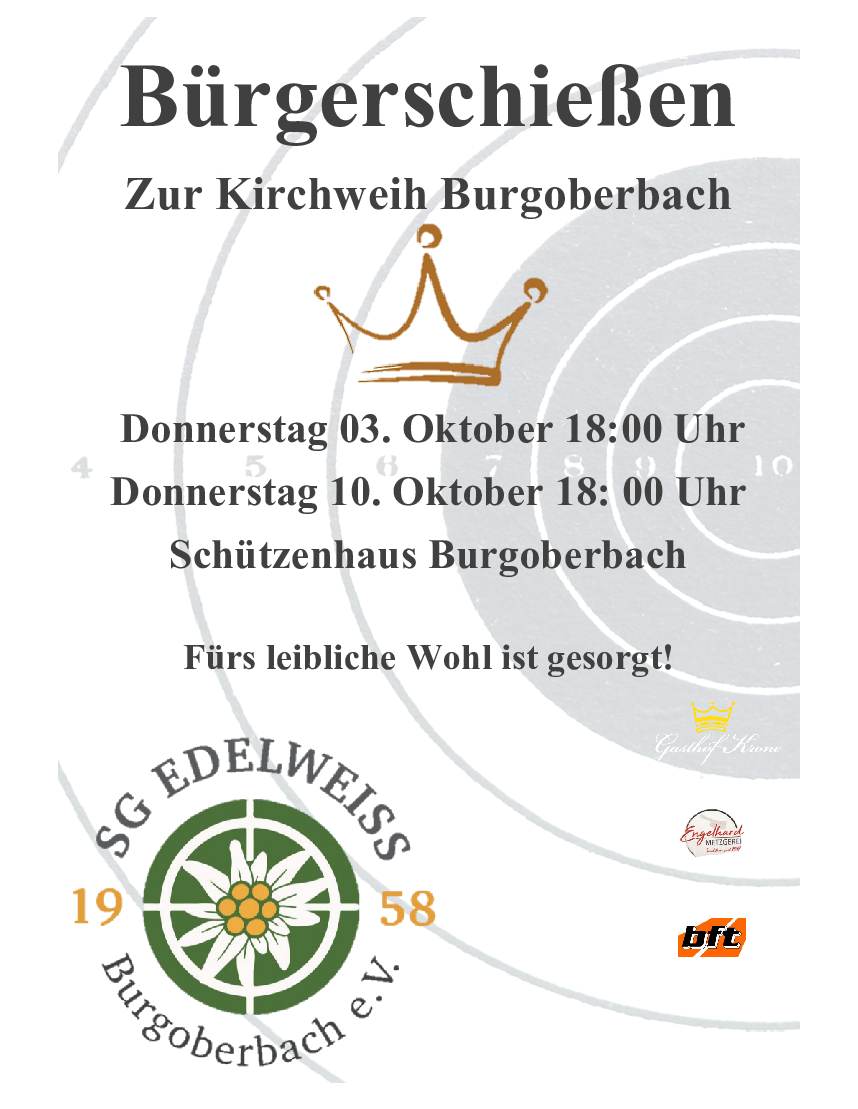 Bürgerschießen
Zur Kirchweih Burgoberbach
Donnerstag 03. Oktober 18:00 Uhr
4 5 6 7 8 9 10
Donnerstag 10. Oktober 18: 00 Uhr
Schützenhaus Burgoberbach
Fürs leibliche Wohl ist gesorgt!
Gasthof Krone
SG EDELWEISS
19 58
Burgoberbach e.V.
Engelhard
METZGEREI
bft